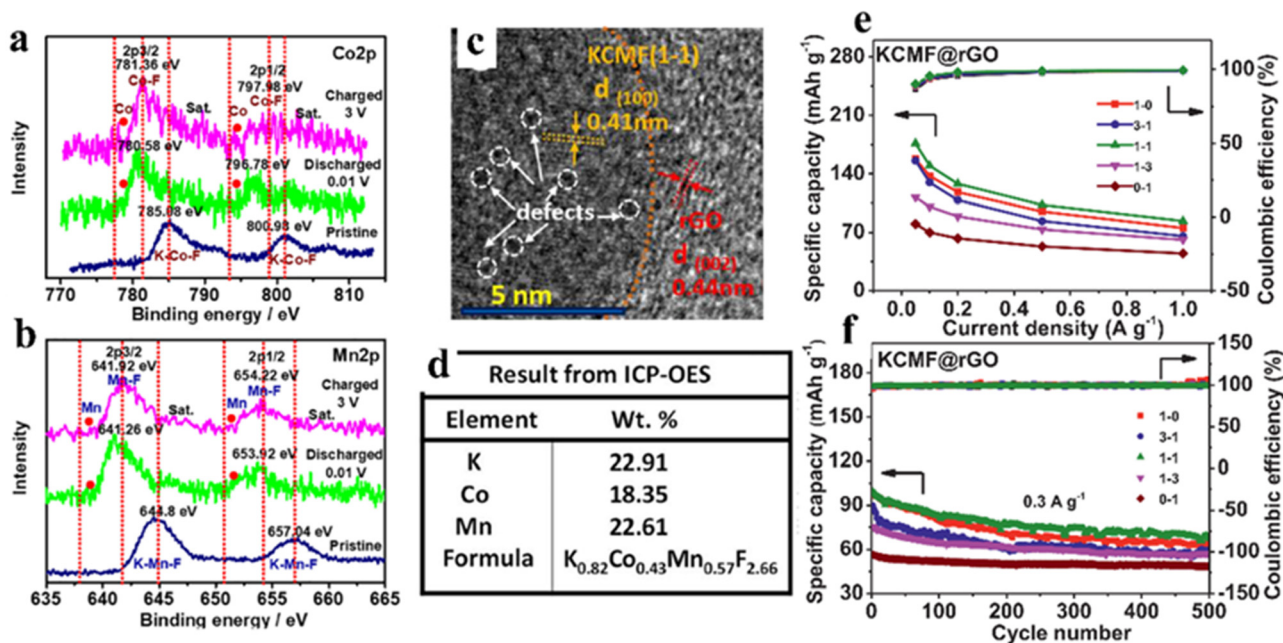 a
Co2p
2p3/2
781.36 eV
Co-F
Co
Sat.
2p1/2
797.98 eV
Co-F
Co
Sat.
Charged
3 V
780.58 eV
796.78 eV
Discharged
0.01 V
785.08 eV
800.98 eV
Pristine
K-Co-F
K-Co-F
Intensity
770 780 790 800 810
Binding energy / eV
b
Mn2p
2p3/2
641.92 eV
Mn-F
Mn
Sat.
2p1/2
654.22 eV
Mn-F
Mn
Sat.
Charged
3 V
641.26 eV
653.92 eV
Discharged
0.01 V
644.8 eV
657.04 eV
Pristine
K-Mn-F
K-Mn-F
Intensity
635 640 645 650 655 660 665
Binding energy / eV
c
KCMF(1-1)
d (100)
0.41nm
defects
rGO
d (002)
0.44nm
5 nm
d
Result from ICP-OES
Element Wt. %
K 22.91
Co 18.35
Mn 22.61
Formula K0.82Co0.43Mn0.57F2.66
e
KCMF@rGO
1-0
3-1
1-1
1-3
0-1
Specific capacity (mAh g-1)
280
210
140
70
0
Coulombic efficiency (%)
100
50
0
-50
0.0 0.2 0.4 0.6 0.8 1.0
Current density (A g-1)
f
KCMF@rGO
1-0
3-1
1-1
1-3
0-1
0.3 A g-1
Specific capacity (mAh g-1)
180
150
120
90
60
30
Coulombic efficiency (%)
150
100
50
0
-50
-100
-150
0 100 200 300 400 500
Cycle number